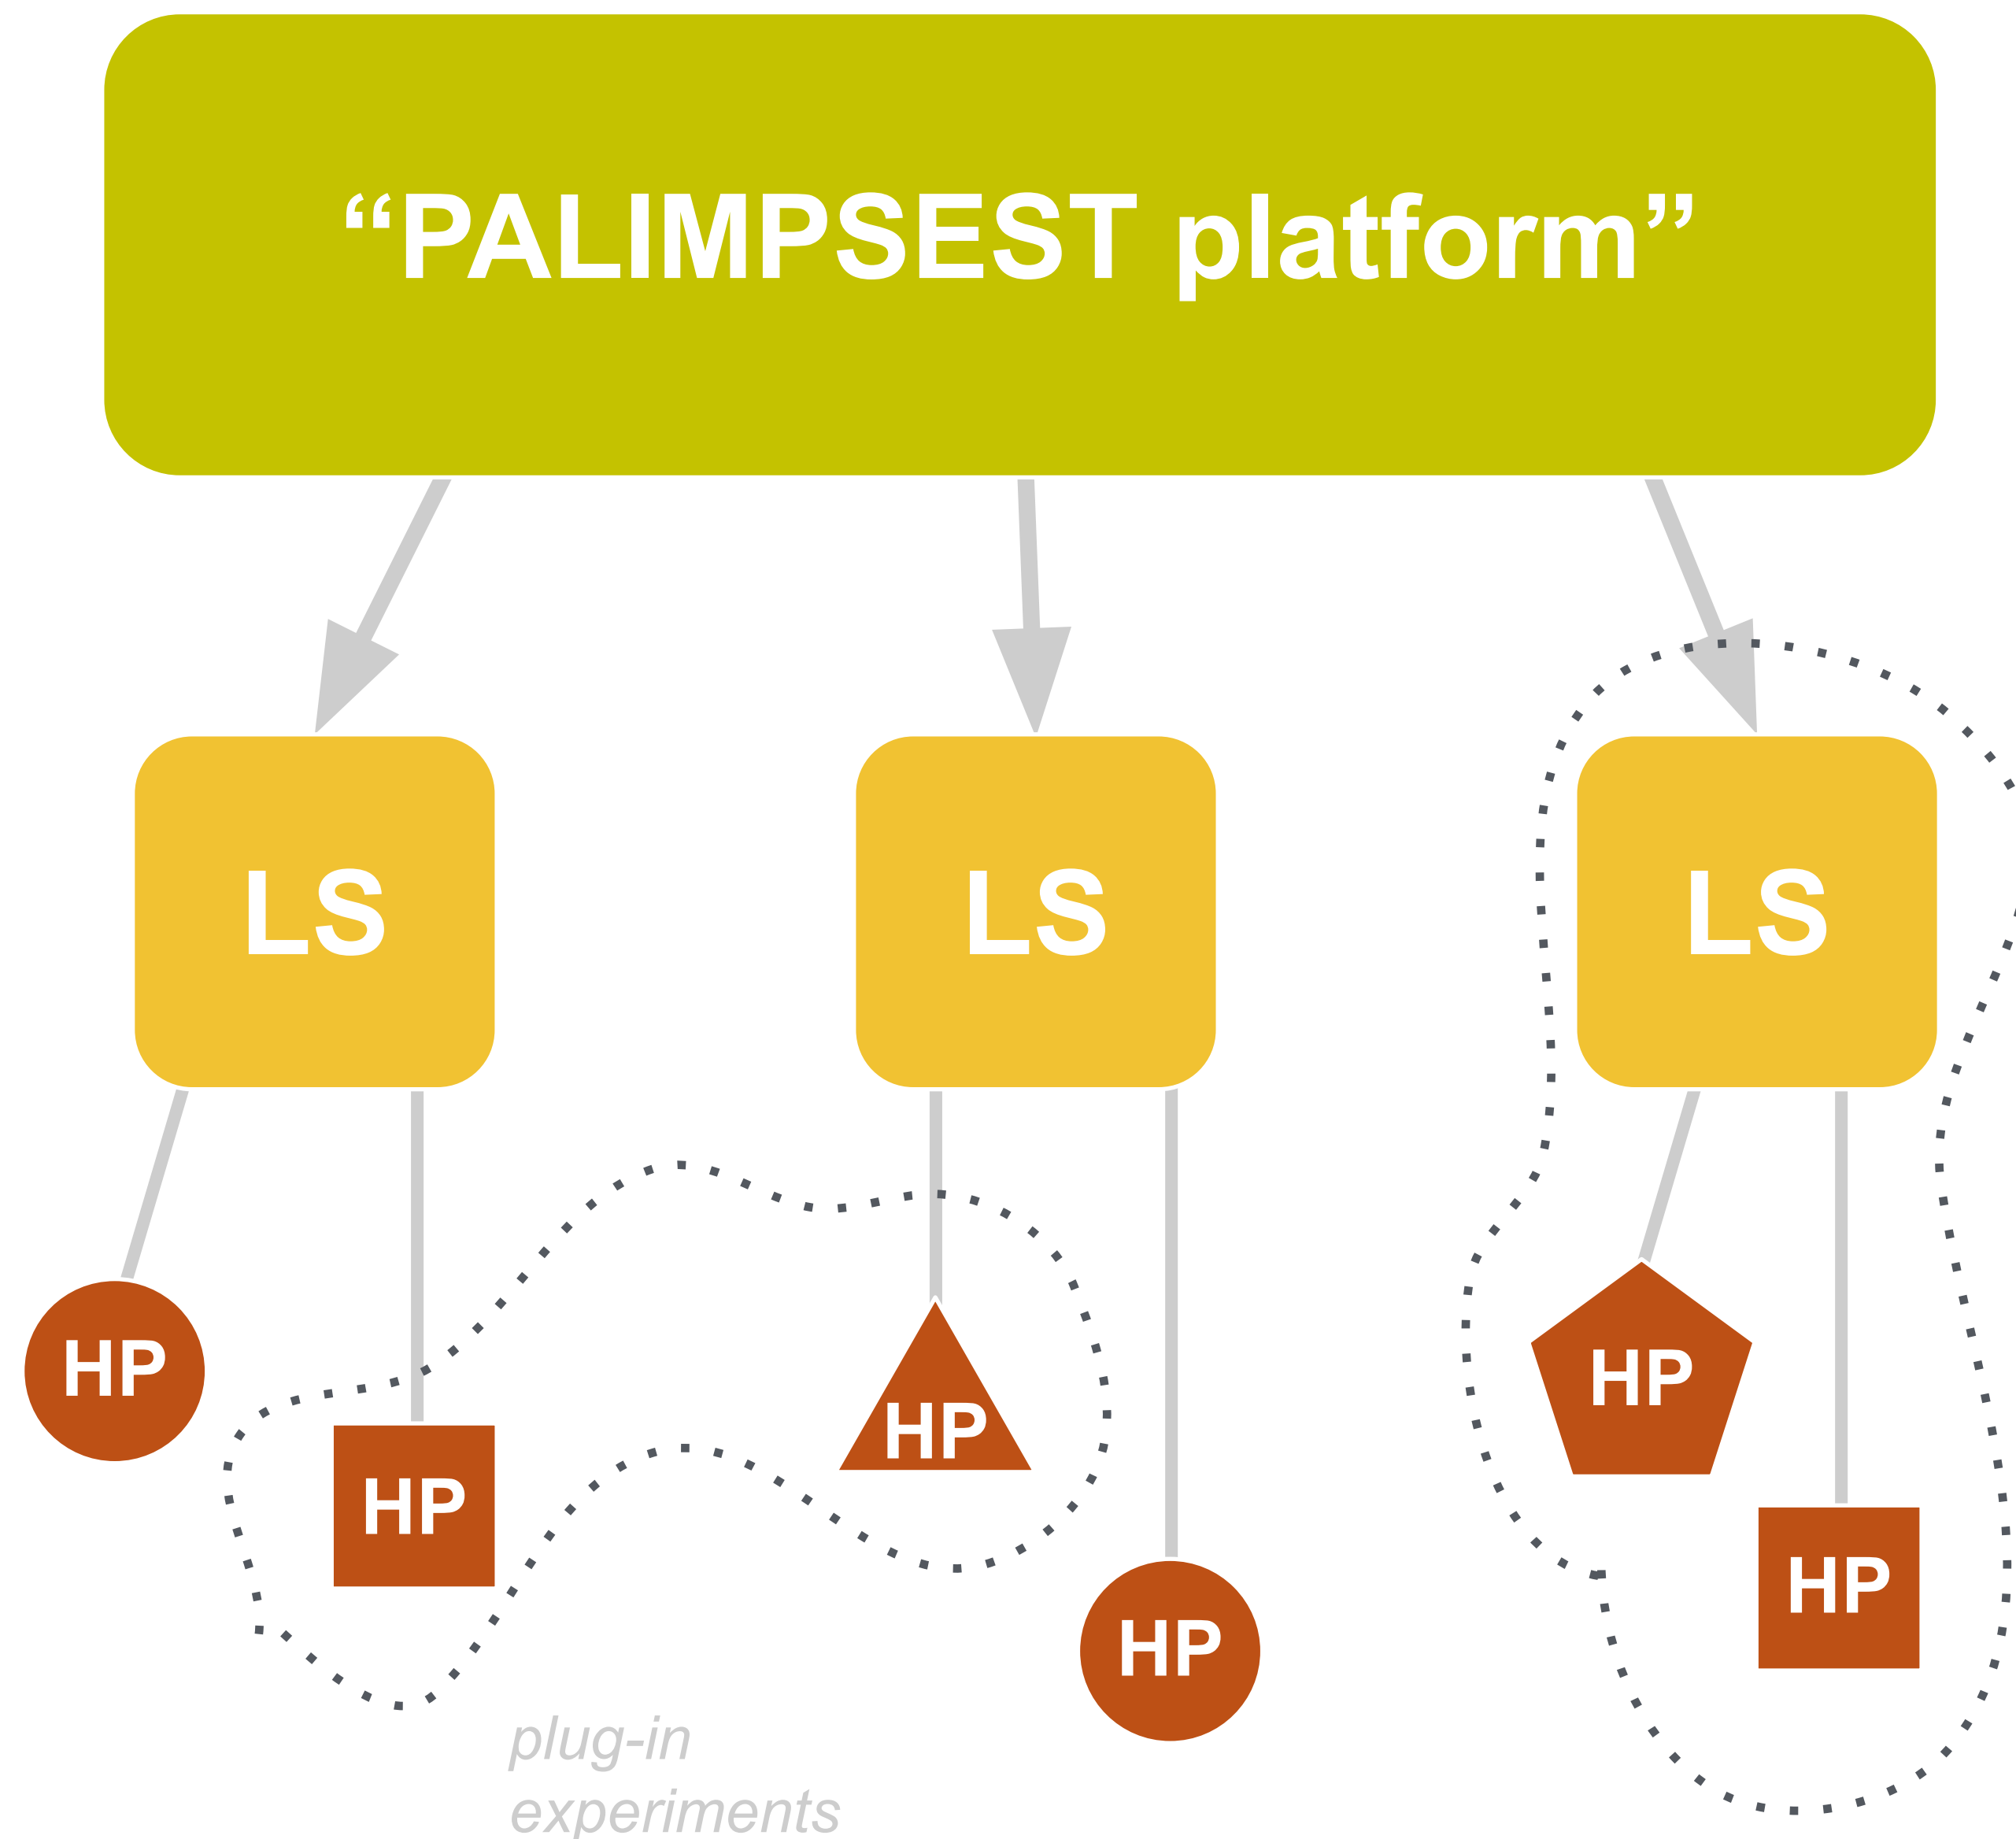 “PALIMPSEST platform”
LS
LS
LS
HP
HP
HP
HP
HP
HP
plug-in
experiments